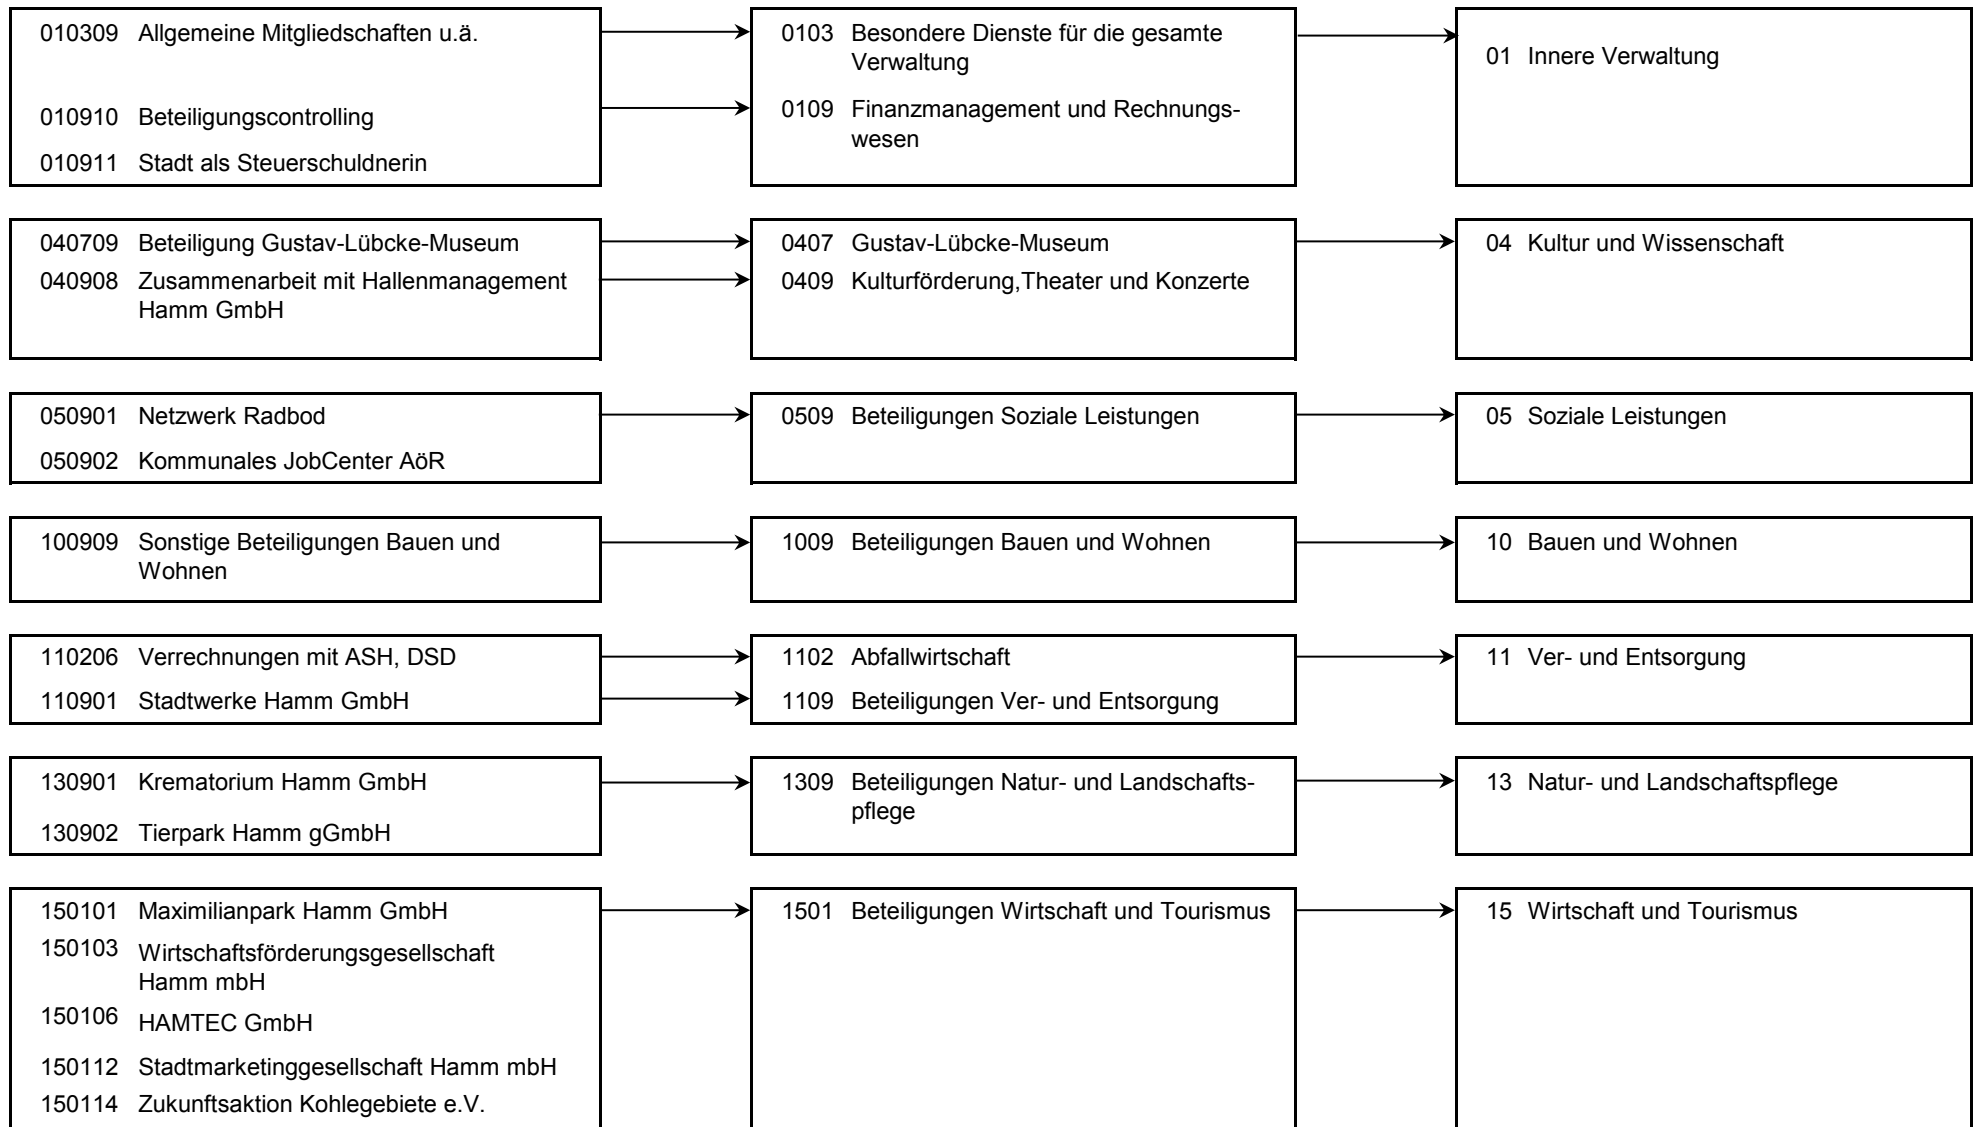 010309 Allgemeine Mitgliedschaften u.ä.
010910 Beteiligungscontrolling
010911 Stadt als Steuerschuldnerin
0103 Besondere Dienste für die gesamte
Verwaltung
0109 Finanzmanagement und Rechnungs-
wesen
01 Innere Verwaltung
040709 Beteiligung Gustav-Lübcke-Museum
040908 Zusammenarbeit mit Hallenmanagement
Hamm GmbH
0407 Gustav-Lübcke-Museum
0409 Kulturförderung,Theater und Konzerte
04 Kultur und Wissenschaft
050901 Netzwerk Radbod
050902 Kommunales JobCenter AöR
0509 Beteiligungen Soziale Leistungen
05 Soziale Leistungen
100909 Sonstige Beteiligungen Bauen und
Wohnen
1009 Beteiligungen Bauen und Wohnen
10 Bauen und Wohnen
110206 Verrechnungen mit ASH, DSD
110901 Stadtwerke Hamm GmbH
1102 Abfallwirtschaft
1109 Beteiligungen Ver- und Entsorgung
11 Ver- und Entsorgung
130901 Krematorium Hamm GmbH
130902 Tierpark Hamm gGmbH
1309 Beteiligungen Natur- und Landschafts-
pflege
13 Natur- und Landschaftspflege
150101 Maximilianpark Hamm GmbH
150103 Wirtschaftsförderungsgesellschaft
Hamm mbH
150106 HAMTEC GmbH
150112 Stadtmarketinggesellschaft Hamm mbH
150114 Zukunftsaktion Kohlegebiete e.V.
1501 Beteiligungen Wirtschaft und Tourismus
15 Wirtschaft und Tourismus